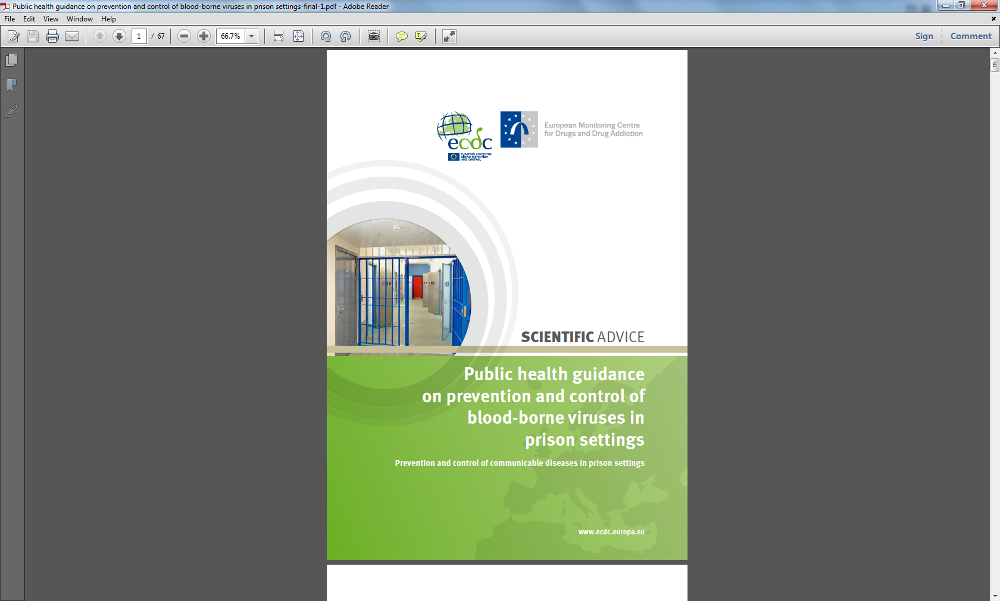 Public health guidance on prevention and control of blood-borne viruses in prison settings-final-1.pdf - Adobe Reader
File Edit View Window Help
1 / 67 66.7% Sign Comment
ecdc
EUROPEAN CENTRE FOR
DISEASE PREVENTION
AND CONTROL
European Monitoring Centre
for Drugs and Drug Addiction
SCIENTIFIC ADVICE
Public health guidance
on prevention and control of
blood-borne viruses in
prison settings
Prevention and control of communicable diseases in prison settings
www.ecdc.europa.eu